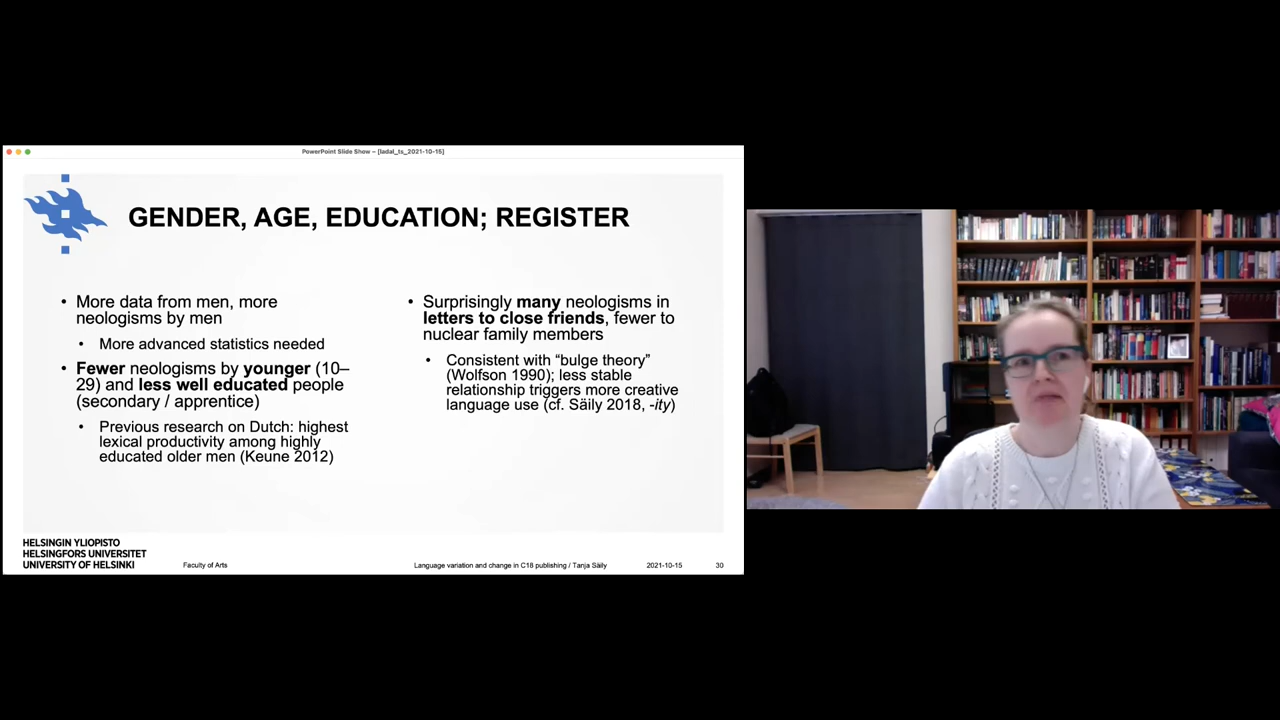 PowerPoint Slide Show – [ladal_ts_2021-10-15]
GENDER, AGE, EDUCATION; REGISTER
• More data from men, more
neologisms by men
• More advanced statistics needed
• Fewer neologisms by younger (10–
29) and less well educated people
(secondary / apprentice)
• Previous research on Dutch: highest
lexical productivity among highly
educated older men (Keune 2012)
• Surprisingly many neologisms in
letters to close friends, fewer to
nuclear family members
• Consistent with “bulge theory”
(Wolfson 1990); less stable
relationship triggers more creative
language use (cf. Säily 2018, -ity)
HELSINGIN YLIOPISTO
HELSINGFORS UNIVERSITET
UNIVERSITY OF HELSINKI
Faculty of Arts
Language variation and change in C18 publishing / Tanja Säily
2021-10-15
30